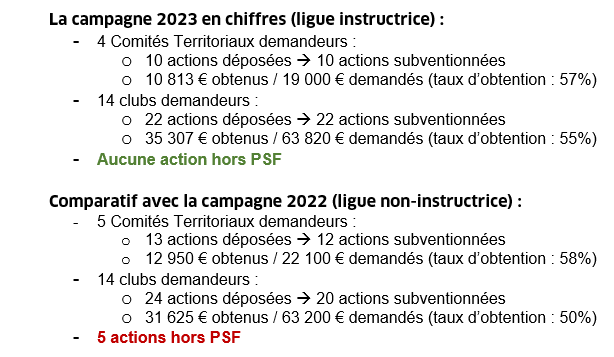 La campagne 2023 en chiffres (ligue instructrice) :
- 4 Comités Territoriaux demandeurs :
o 10 actions déposées → 10 actions subventionnées
o 10 813 € obtenus / 19 000 € demandés (taux d'obtention : 57%)
- 14 clubs demandeurs :
o 22 actions déposées → 22 actions subventionnées
o 35 307 € obtenus / 63 820 € demandés (taux d'obtention : 55%)
- Aucune action hors PSF
Comparatif avec la campagne 2022 (ligue non-instructrice) :
- 5 Comités Territoriaux demandeurs :
o 13 actions déposées → 12 actions subventionnées
o 12 950 € obtenus / 22 100 € demandés (taux d'obtention : 58%)
- 14 clubs demandeurs :
o 24 actions déposées → 20 actions subventionnées
o 31 625 € obtenus / 63 200 € demandés (taux d'obtention : 50%)
- 5 actions hors PSF